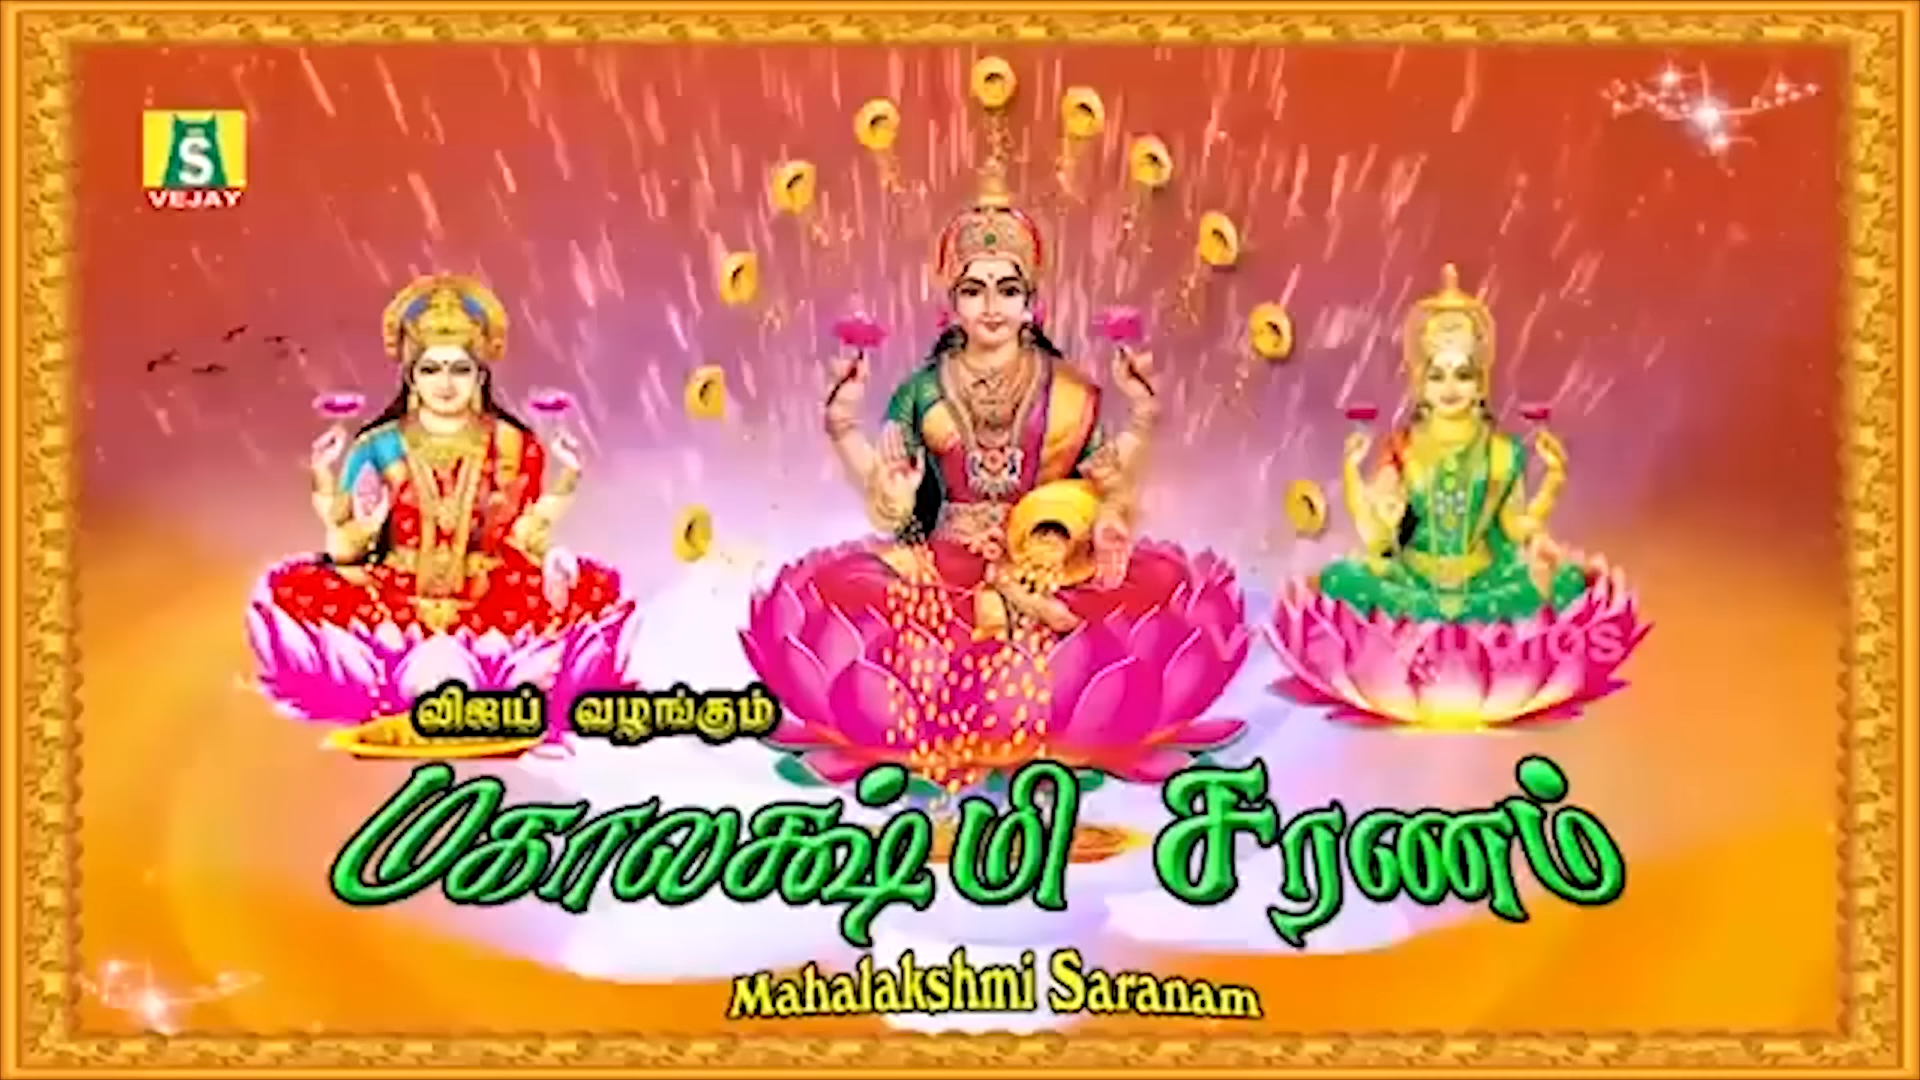 S
VEJAY
விஜய் வழங்கும்
மகாலக்ஷ்மி சரணம்
Mahalakshmi Saranam